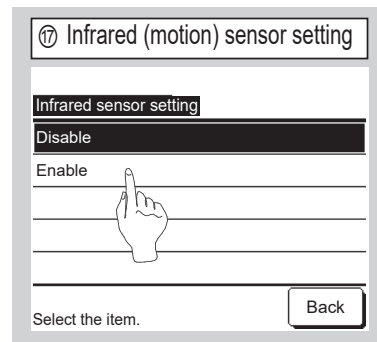 ⑰ Infrared (motion) sensor setting
Infrared sensor setting
Disable
Enable
Select the item.
Back